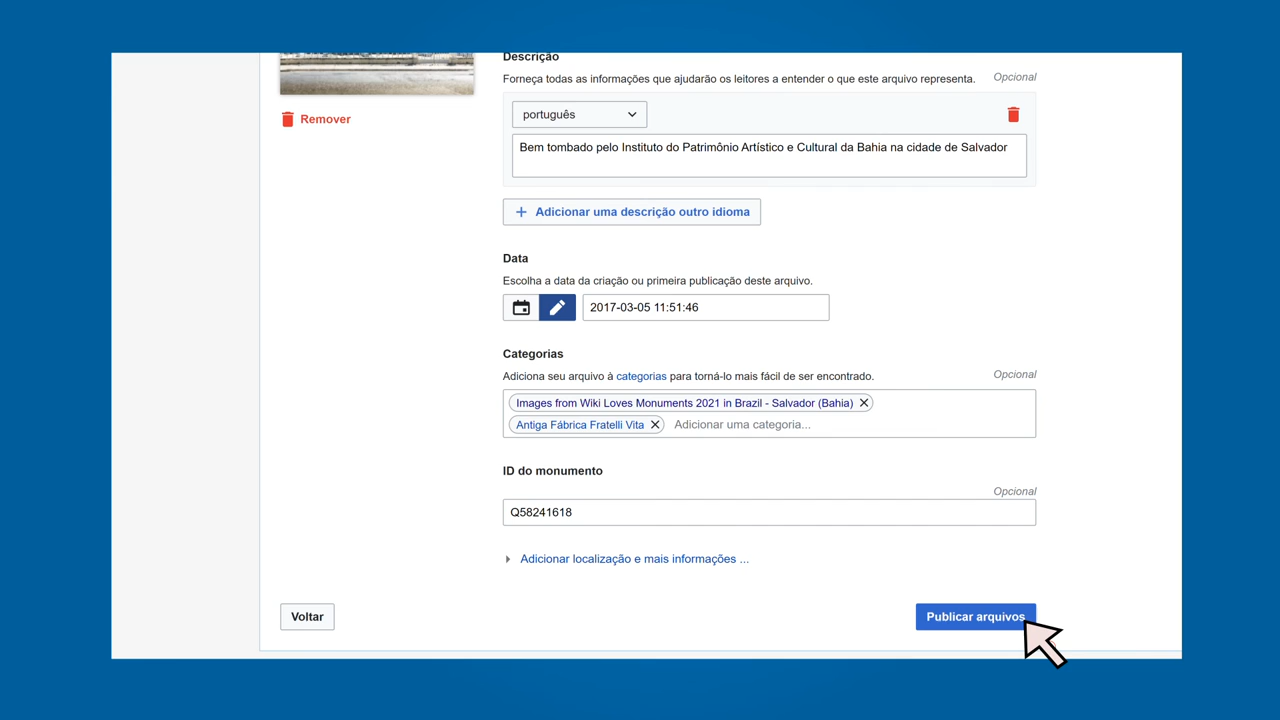 Descrição
Forneça todas as informações que ajudarão os leitores a entender o que este arquivo representa.
Opcional
Remover
português
Bem tombado pelo Instituto do Patrimônio Artístico e Cultural da Bahia na cidade de Salvador
Adicionar uma descrição outro idioma
Data
Escolha a data da criação ou primeira publicação deste arquivo.
2017-03-05 11:51:46
Categorias
Adiciona seu arquivo à categorias para torná-lo mais fácil de ser encontrado.
Opcional
Images from Wiki Loves Monuments 2021 in Brazil - Salvador (Bahia)
Antiga Fábrica Fratelli Vita
Adicionar uma categoria...
ID do monumento
Opcional
Q58241618
Adicionar localização e mais informações ...
Voltar
Publicar arquivos